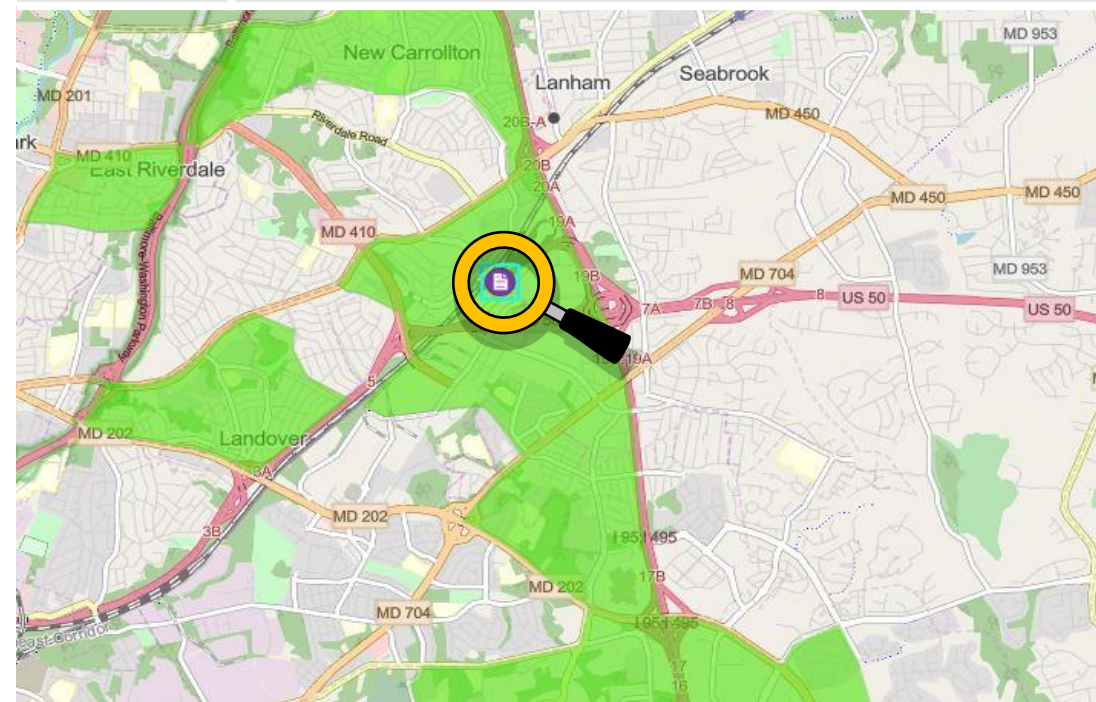 New Carrollton
MD 953
Lanham
Seabrook
MD 201
MD 450
20B-A
Riverdale Road
MD 410
East Riverdale
20B
20A
MD 450
MD 450
19A
MD 410
MD 704
MD 953
19B
7A
7B
8
8
US 50
US 50
Baltimore-Washington Parkway
19A
5
MD 202
Landover
3B
MD 202
I 95;I 495
17B
MD 202
MD 704
I 95;I 495
17
16